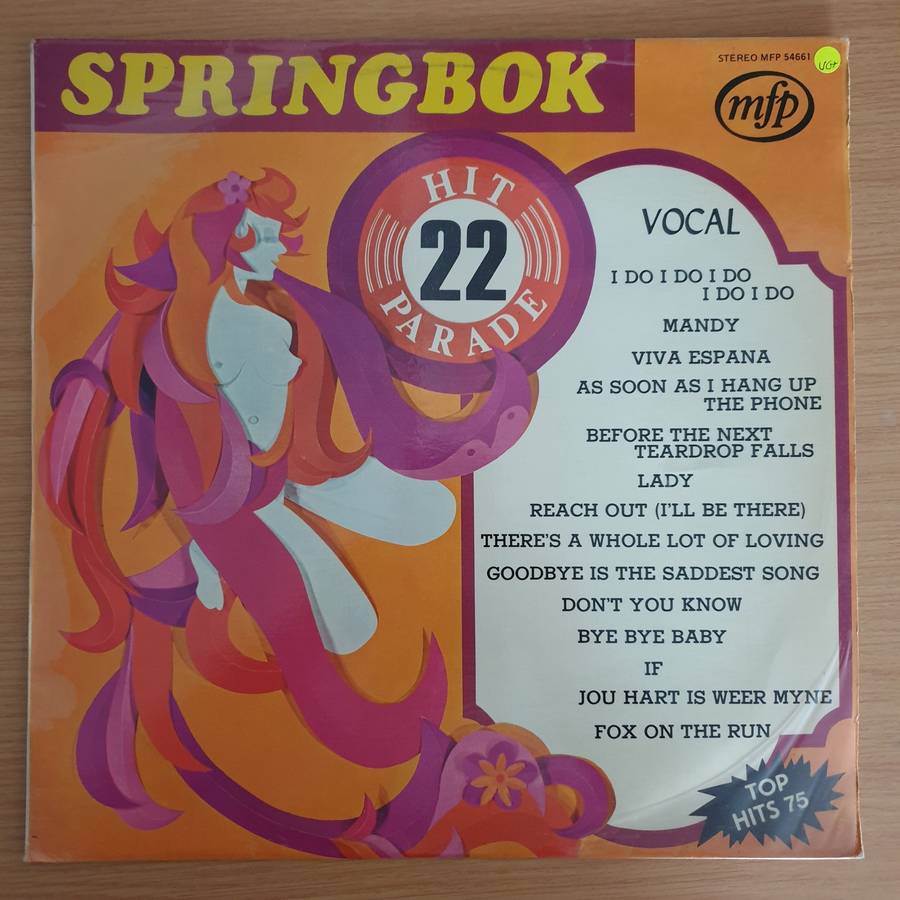 SPRINGBOK
STEREO MFP 54661
VG+
mfp
HIT
22
PARADE
VOCAL
I DO I DO I DO
I DO I DO
MANDY
VIVA ESPANA
AS SOON AS I HANG UP
THE PHONE
BEFORE THE NEXT
TEARDROP FALLS
LADY
REACH OUT (I'LL BE THERE)
THERE'S A WHOLE LOT OF LOVING
GOODBYE IS THE SADDEST SONG
DON'T YOU KNOW
BYE BYE BABY
IF
JOU HART IS WEER MYNE
FOX ON THE RUN
TOP
HITS 75